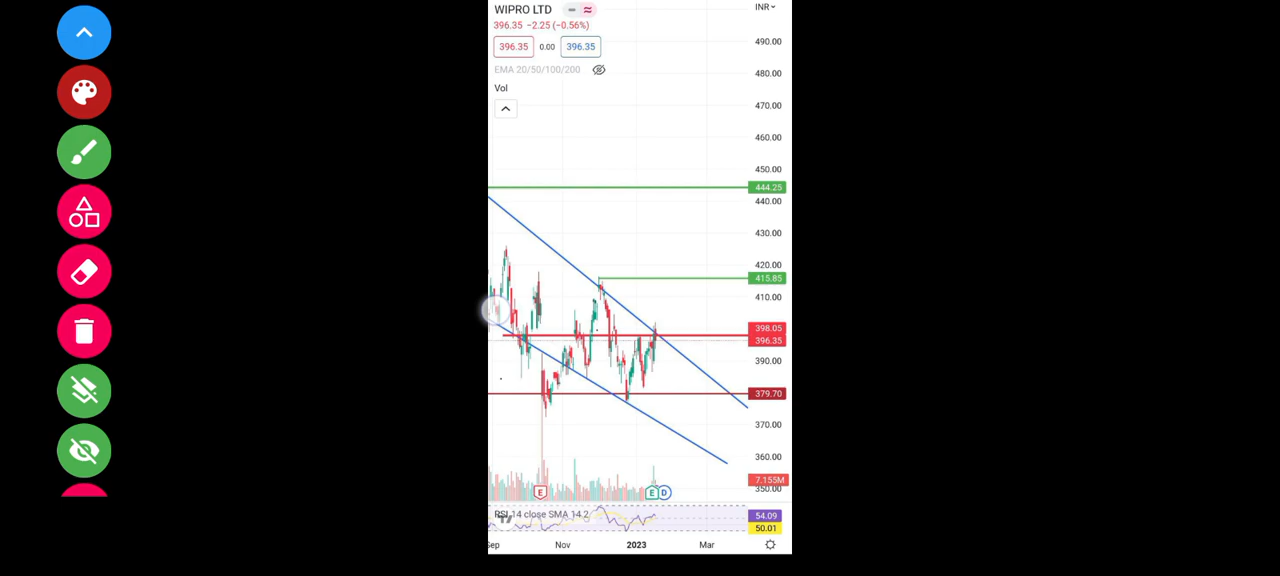 WIPRO LTD
INR
396.35 −2.25 (−0.56%)
396.35 0.00 396.35
EMA 20/50/100/200
Vol
490.00
480.00
470.00
460.00
450.00
444.25
440.00
430.00
420.00
415.85
410.00
398.05
396.35
390.00
379.70
370.00
360.00
7.155M
350.00
E
E D
RSI 14 close SMA 14 2
54.09
50.01
Sep Nov 2023 Mar